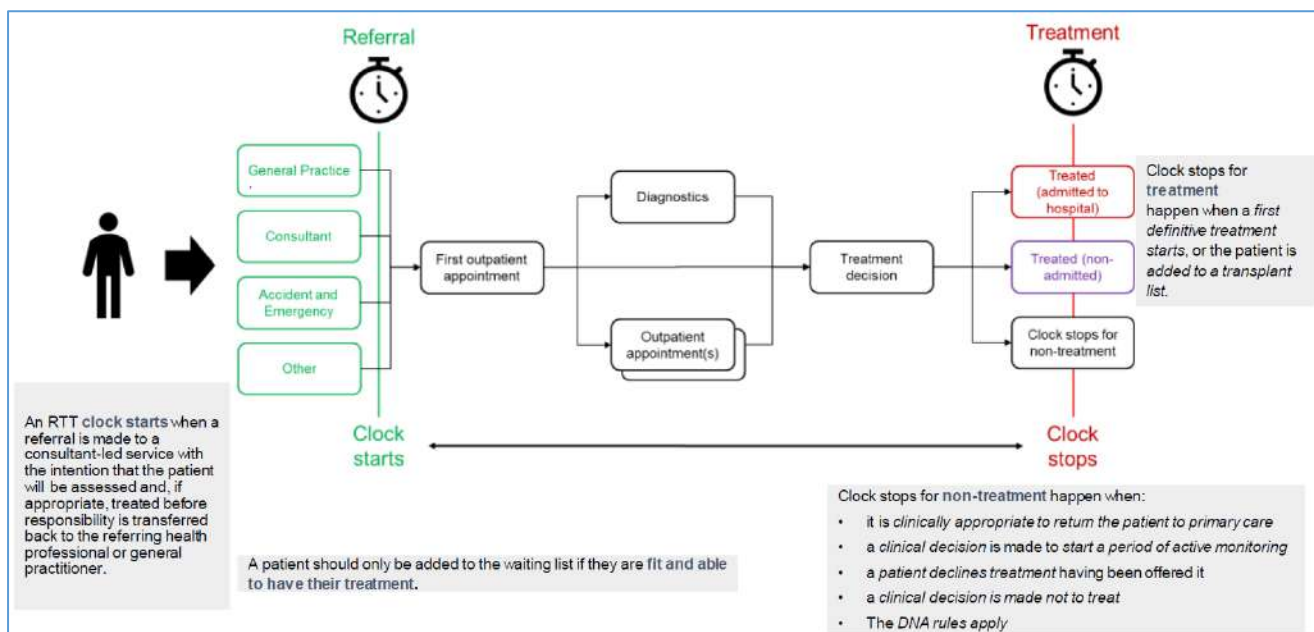 Referral
Treatment
General Practice
Consultant
Accident and
Emergency
Other
First outpatient
appointment
Diagnostics
Outpatient
appointment(s)
Treatment
decision
Treated
(admitted to
hospital)
Treated (non-
admitted)
Clock stops for
non-treatment
Clock stops for
treatment
happen when a first
definitive treatment
starts, or the patient is
added to a transplant
list.
Clock
starts
Clock
stops
An RTT clock starts when a
referral is made to a
consultant-led service with
the intention that the patient
will be assessed and, if
appropriate, treated before
responsibility is transferred
back to the referring health
professional or general
practitioner.
A patient should only be added to the waiting list if they are fit and able
to have their treatment.
Clock stops for non-treatment happen when:
• it is clinically appropriate to return the patient to primary care
• a clinical decision is made to start a period of active monitoring
• a patient declines treatment having been offered it
• a clinical decision is made not to treat
• The DNA rules apply